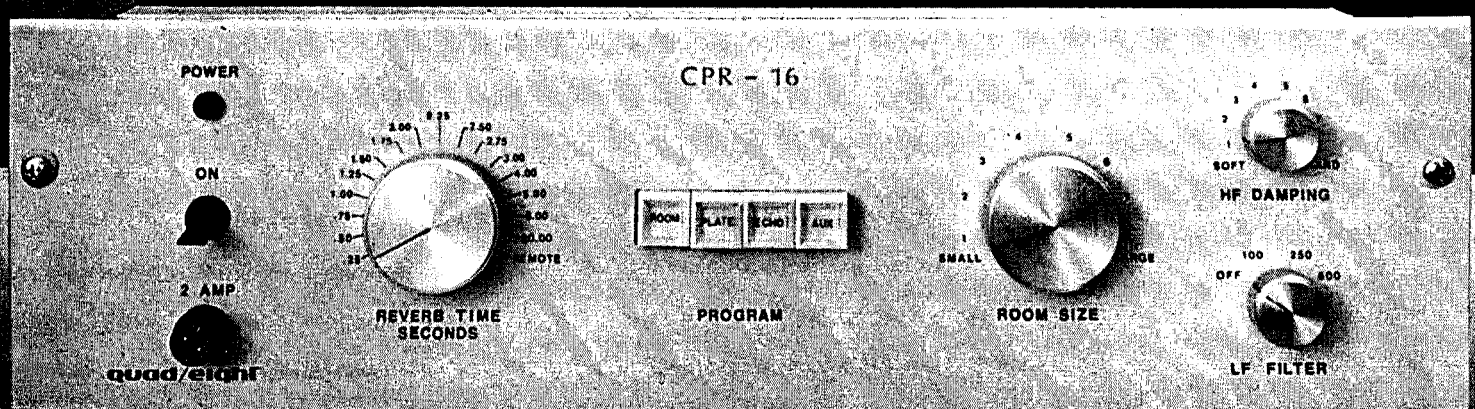 POWER
ON
2 AMP
quad/eight
.25
.50
.75
1.00
1.25
1.50
1.75
2.00
2.25
2.50
2.75
3.00
4.00
REMOTE
REVERB TIME
SECONDS
CPR - 16
ROOM PLATE ECHO AUX
PROGRAM
SMALL
1
2
3
4
5
6
ROOM SIZE
1
2
3
4
5
6
SOFT
HF DAMPING
OFF
100
250
500
LF FILTER